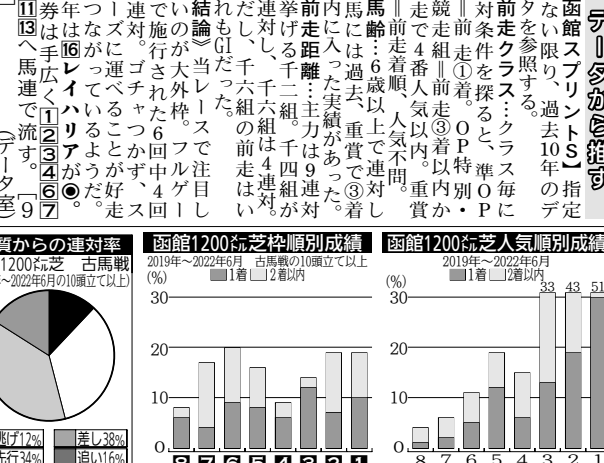 データから推す
函館スプリントS】指定
ない限り、過去10年のデ
タを参照する。
前走クラス…クラス毎に
対条件を探ると、準OP
‖前走①着。OP特別・
競走組‖前走③着以内か
走で4番人気以内。重賞
‖前走着順、人気不問。
馬齢…6歳以上で連対し
馬には過去、重賞で③着
内に入った実績があった。
前走距離…主力は9連対
挙げる千二組。千四組が
連対し、千六組は4連対。
だし、千六組の前走はい
れもGIだった。
結論》当レースで注目し
いのが大外枠。フルゲー
で施行された6回中4回
連対。ゴチャつかず、ス
ーズに運べることが好走
つながっているようだ。
年は16レイハリアが◉。
券は手広く1 2 3 4 6 7
11 13へ馬連で流す。［9
(データ室)
質からの連対率
1200㍍芝 古馬戦
年～2022年6月の10頭立て以上)
逃げ12% 差し38%
先行34% 追い16%
函館1200㍍芝枠順別成績
2019年～2022年6月 古馬戦の10頭立て以上
(%) 1着 2着以内
30
20
10
0
8 7 6 5 4 3 2 1
函館1200㍍芝人気順別成績
2019年～2022年6月
(%) 1着 2着以内
33 43 51
30
20
10
0
8 7 6 5 4 3 2 1